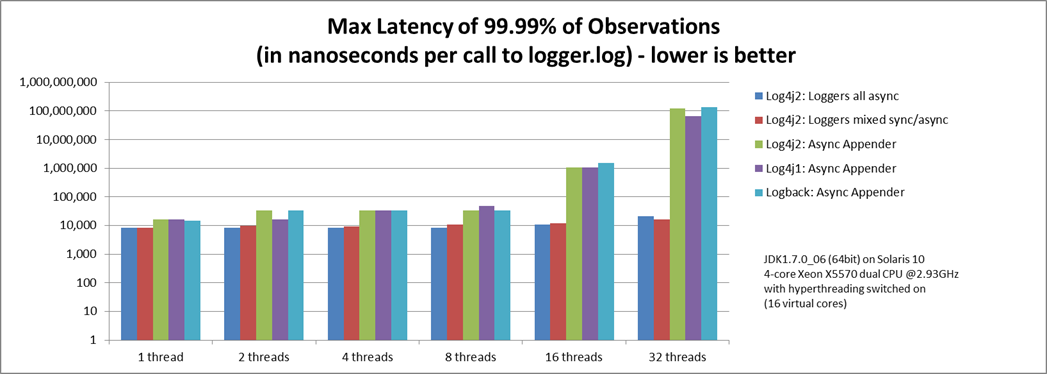 Max Latency of 99.99% of Observations
(in nanoseconds per call to logger.log) - lower is better
1,000,000,000
100,000,000
10,000,000
1,000,000
100,000
10,000
1,000
100
10
1
1 thread
2 threads
4 threads
8 threads
16 threads
32 threads
Log4j2: Loggers all async
Log4j2: Loggers mixed sync/async
Log4j2: Async Appender
Log4j1: Async Appender
Logback: Async Appender
JDK1.7.0_06 (64bit) on Solaris 10
4-core Xeon X5570 dual CPU @2.93GHz
with hyperthreading switched on
(16 virtual cores)